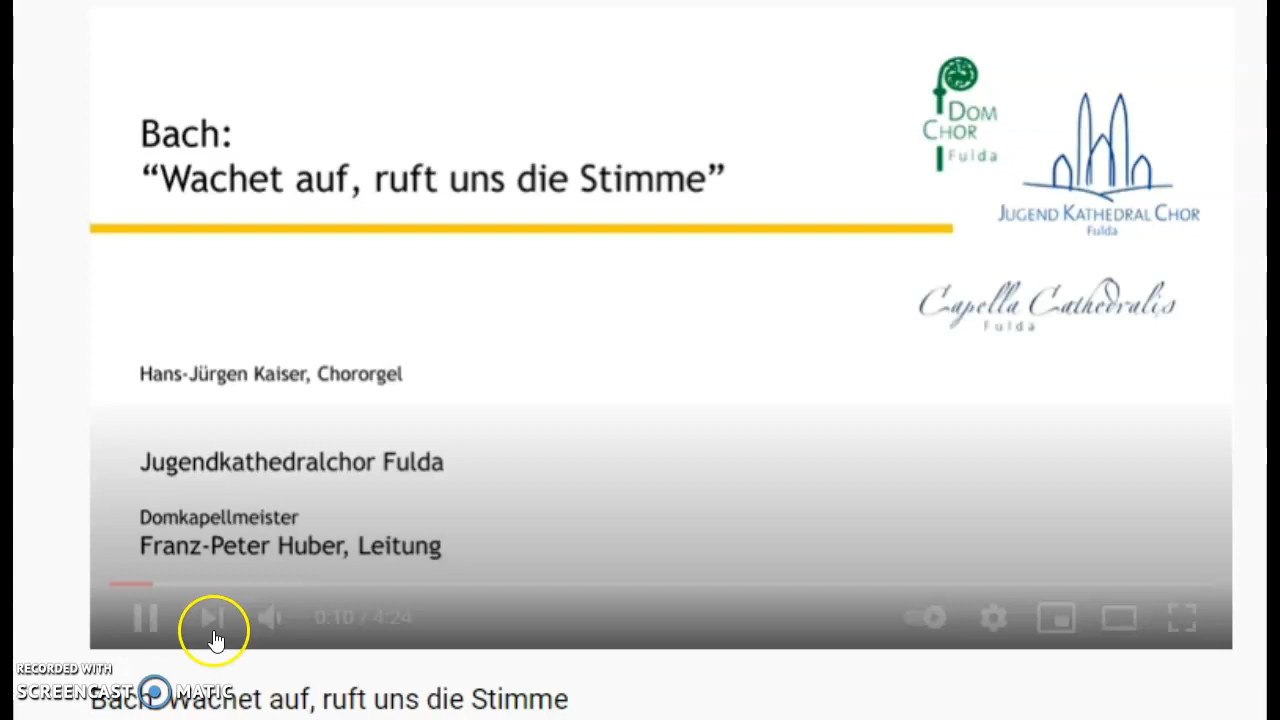 Bach:
“Wachet auf, ruft uns die Stimme”
DOM
CHOR
Fulda
JUGEND KATHEDRAL CHOR
Fulda
Capella Cathedralis
Fulda
Hans-Jürgen Kaiser, Chororgel
Jugendkathedralchor Fulda
Domkapellmeister
Franz-Peter Huber, Leitung
0:10 / 4:24
RECORDED WITH
SCREENCAST MATIC
Bach: Wachet auf, ruft uns die Stimme